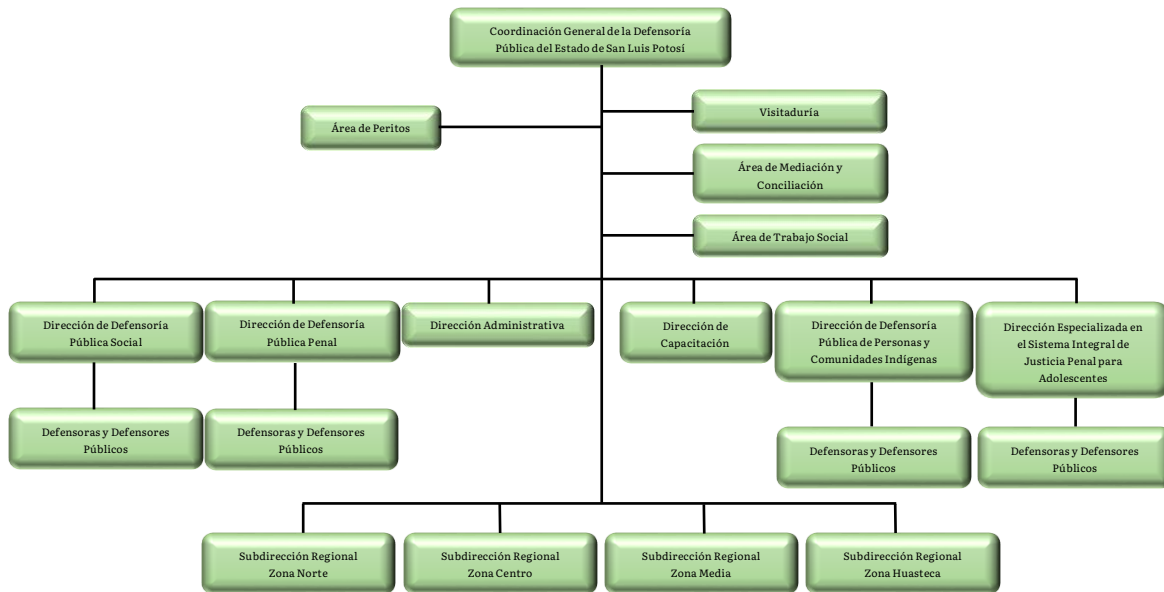 Coordinación General de la Defensoría
Pública del Estado de San Luis Potosí
Visitaduría
Área de Peritos
Área de Mediación y
Conciliación
Área de Trabajo Social
Dirección de Defensoría
Pública Social
Dirección de Defensoría
Pública Penal
Dirección Administrativa
Dirección de
Capacitación
Dirección de Defensoría
Pública de Personas y
Comunidades Indígenas
Dirección Especializada en
el Sistema Integral de
Justicia Penal para
Adolescentes
Defensoras y Defensores
Públicos
Defensoras y Defensores
Públicos
Defensoras y Defensores
Públicos
Defensoras y Defensores
Públicos
Subdirección Regional
Zona Norte
Subdirección Regional
Zona Centro
Subdirección Regional
Zona Media
Subdirección Regional
Zona Huasteca